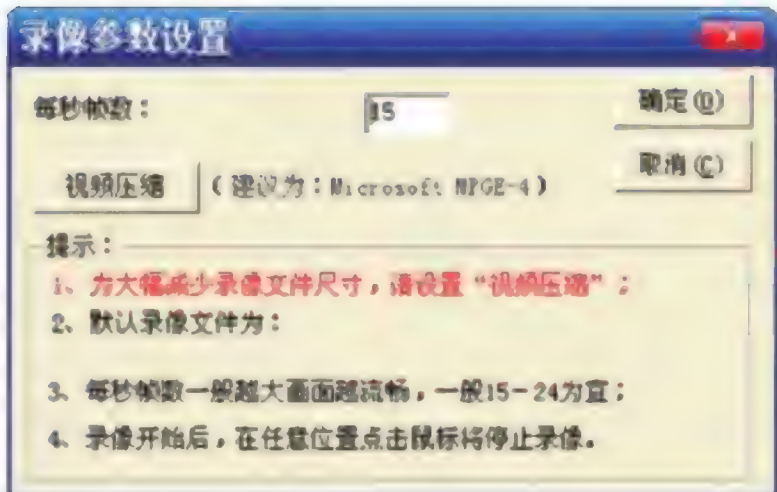 录像参数设置
每秒帧数：
15
确定(O)
视频压缩
(建议为：Microsoft MPGE-4)
取消(C)
提示：
1、为大幅减少录像文件尺寸，请设置“视频压缩”；
2、默认录像文件为：
3、每秒帧数一般越大画面越流畅，一般15-24为宜；
4、录像开始后，在任意位置点击鼠标将停止录像。